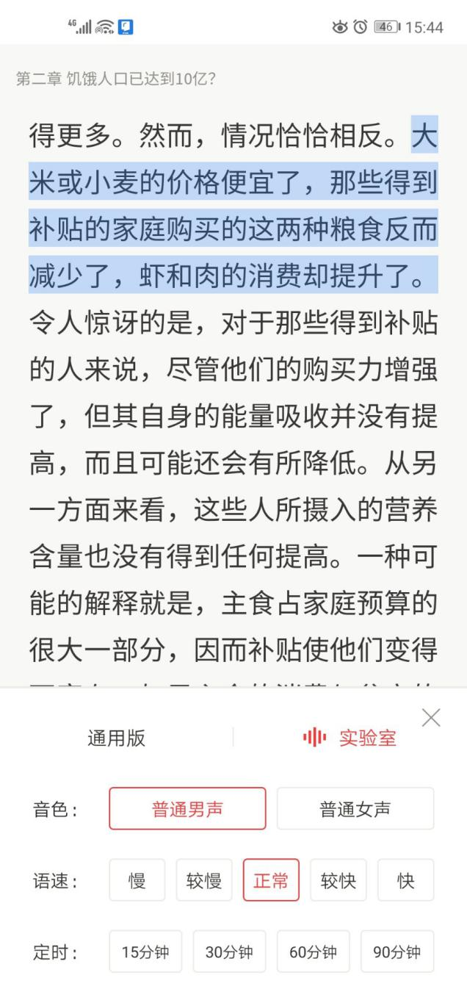 4G 46 15:44
第二章 饥饿人口已达到10亿？
得更多。然而，情况恰恰相反。大
米或小麦的价格便宜了，那些得到
补贴的家庭购买的这两种粮食反而
减少了，虾和肉的消费却提升了。
令人惊讶的是，对于那些得到补贴
的人来说，尽管他们的购买力增强
了，但其自身的能量吸收并没有提
高，而且可能还会有所降低。从另
一方面来看，这些人所摄入的营养
含量也没有得到任何提高。一种可
能的解释就是，主食占家庭预算的
很大一部分，因而补贴使他们变得
通用版 实验室
音色： 普通男声 普通女声
语速： 慢 较慢 正常 较快 快
定时： 15分钟 30分钟 60分钟 90分钟